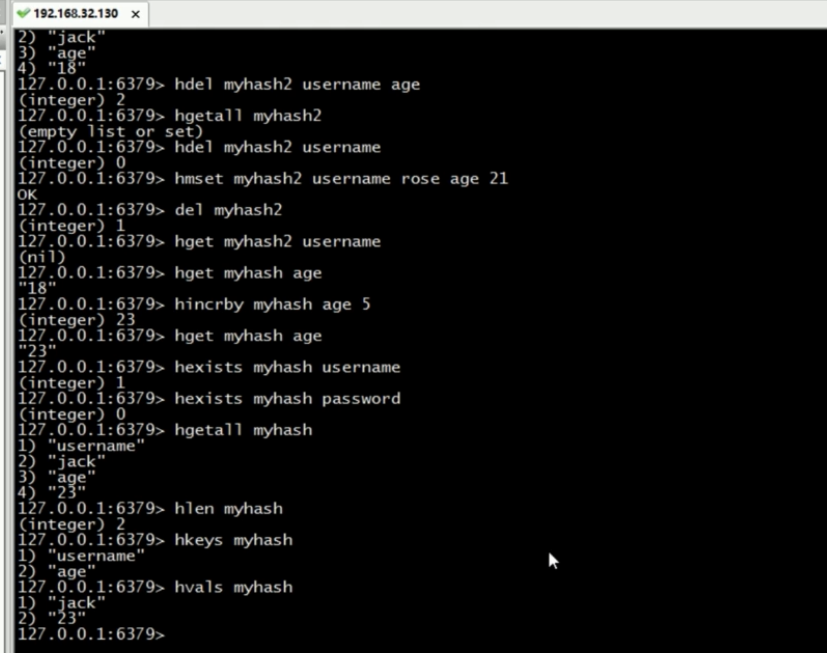 192.168.32.130 ×
2) "jack"
3) "age"
4) "18"
127.0.0.1:6379> hdel myhash2 username age
(integer) 2
127.0.0.1:6379> hgetall myhash2
(empty list or set)
127.0.0.1:6379> hdel myhash2 username
(integer) 0
127.0.0.1:6379> hmset myhash2 username rose age 21
OK
127.0.0.1:6379> del myhash2
(integer) 1
127.0.0.1:6379> hget myhash2 username
(nil)
127.0.0.1:6379> hget myhash age
"18"
127.0.0.1:6379> hincrby myhash age 5
(integer) 23
127.0.0.1:6379> hget myhash age
"23"
127.0.0.1:6379> hexists myhash username
(integer) 1
127.0.0.1:6379> hexists myhash password
(integer) 0
127.0.0.1:6379> hgetall myhash
1) "username"
2) "jack"
3) "age"
4) "23"
127.0.0.1:6379> hlen myhash
(integer) 2
127.0.0.1:6379> hkeys myhash
1) "username"
2) "age"
127.0.0.1:6379> hvals myhash
1) "jack"
2) "23"
127.0.0.1:6379>